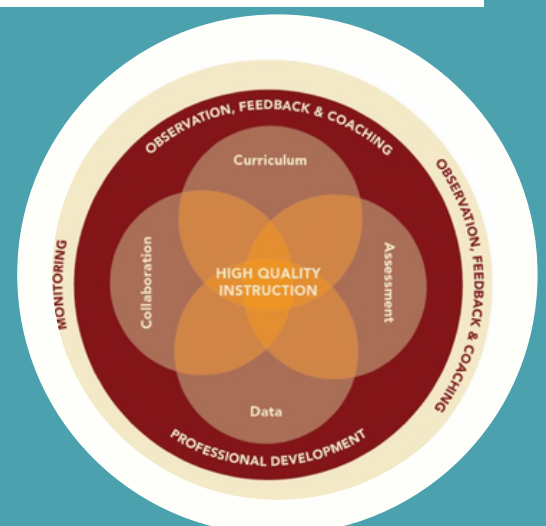 OBSERVATION, FEEDBACK & COACHING
Curriculum
MONITORING
Collaboration
HIGH QUALITY
INSTRUCTION
Assessment
OBSERVATION, FEEDBACK & COACHING
Data
PROFESSIONAL DEVELOPMENT